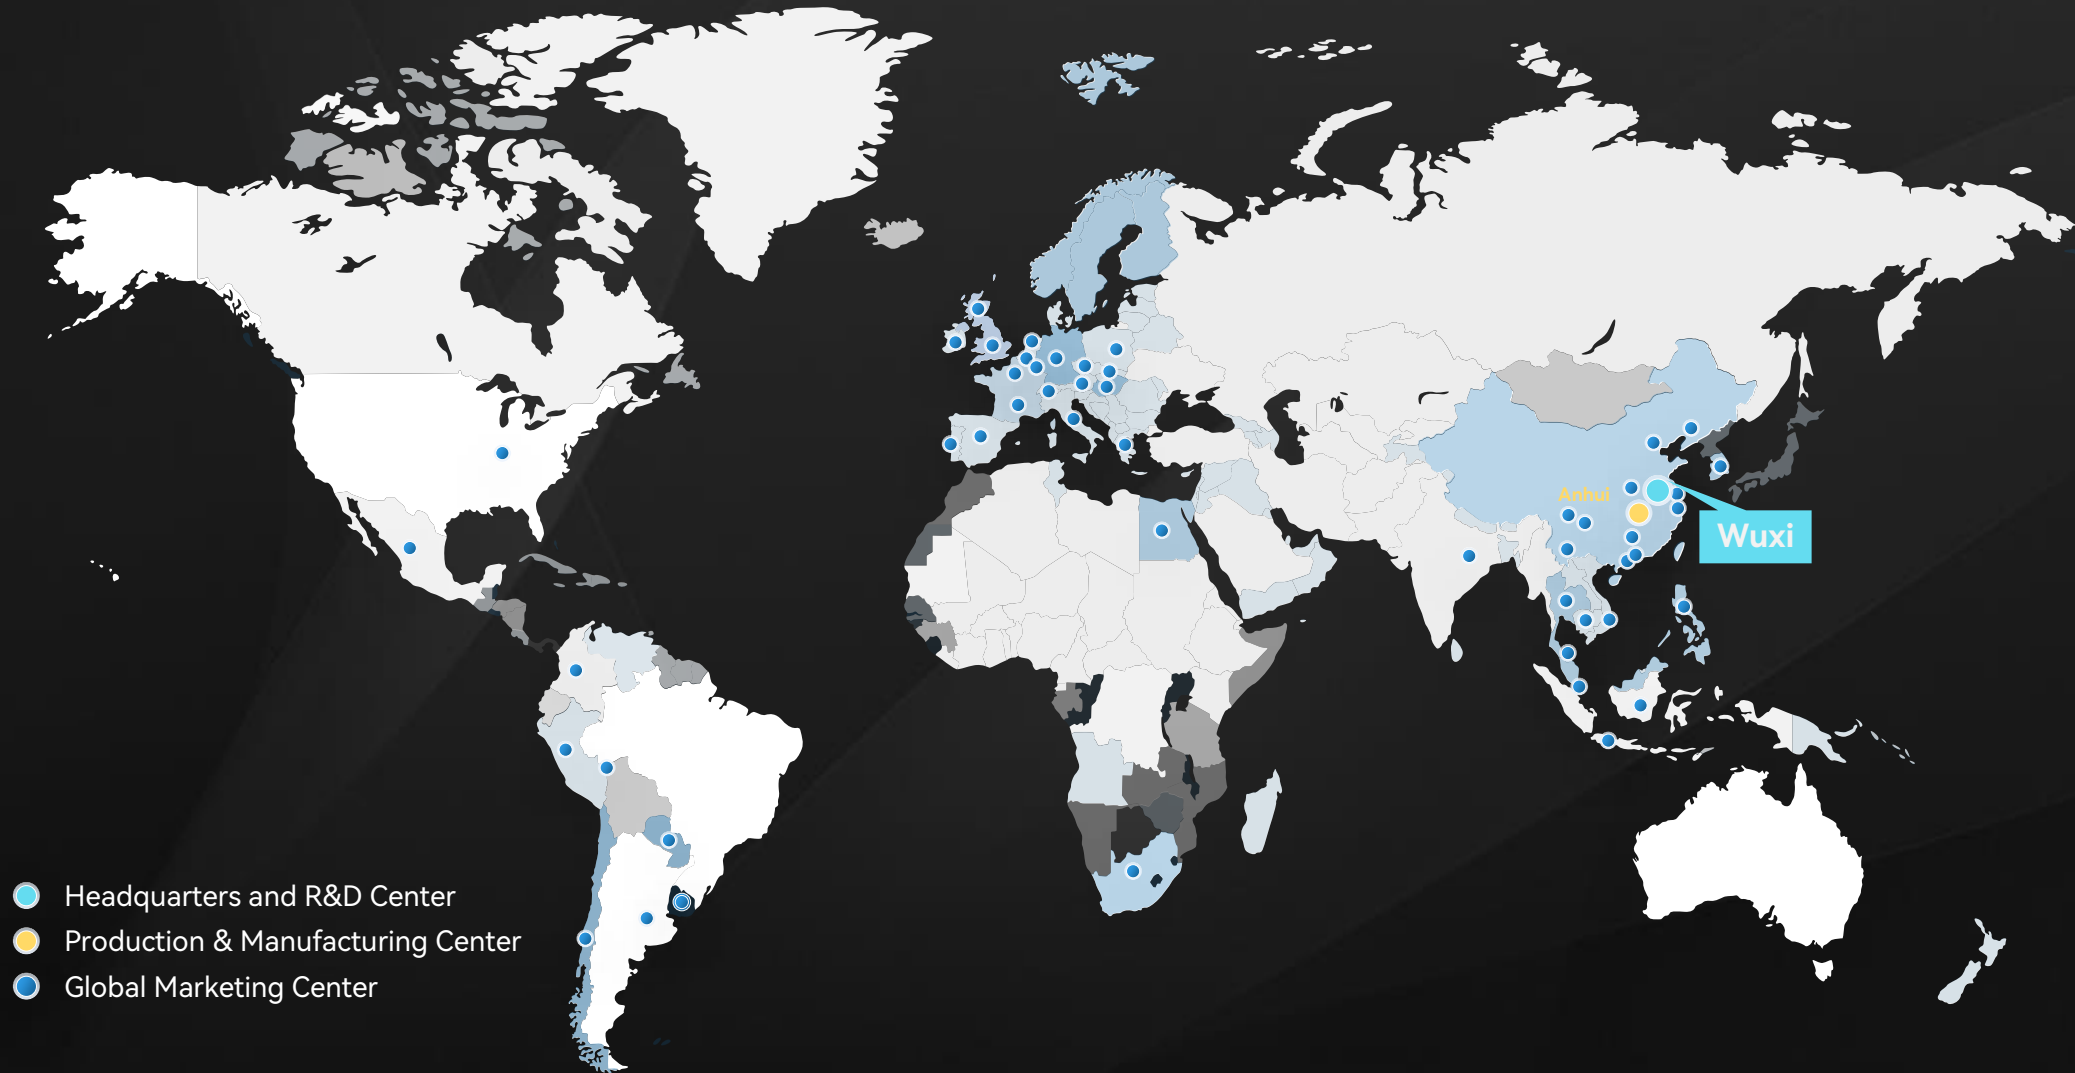 Anhui
Wuxi
Headquarters and R&D Center
Production & Manufacturing Center
Global Marketing Center